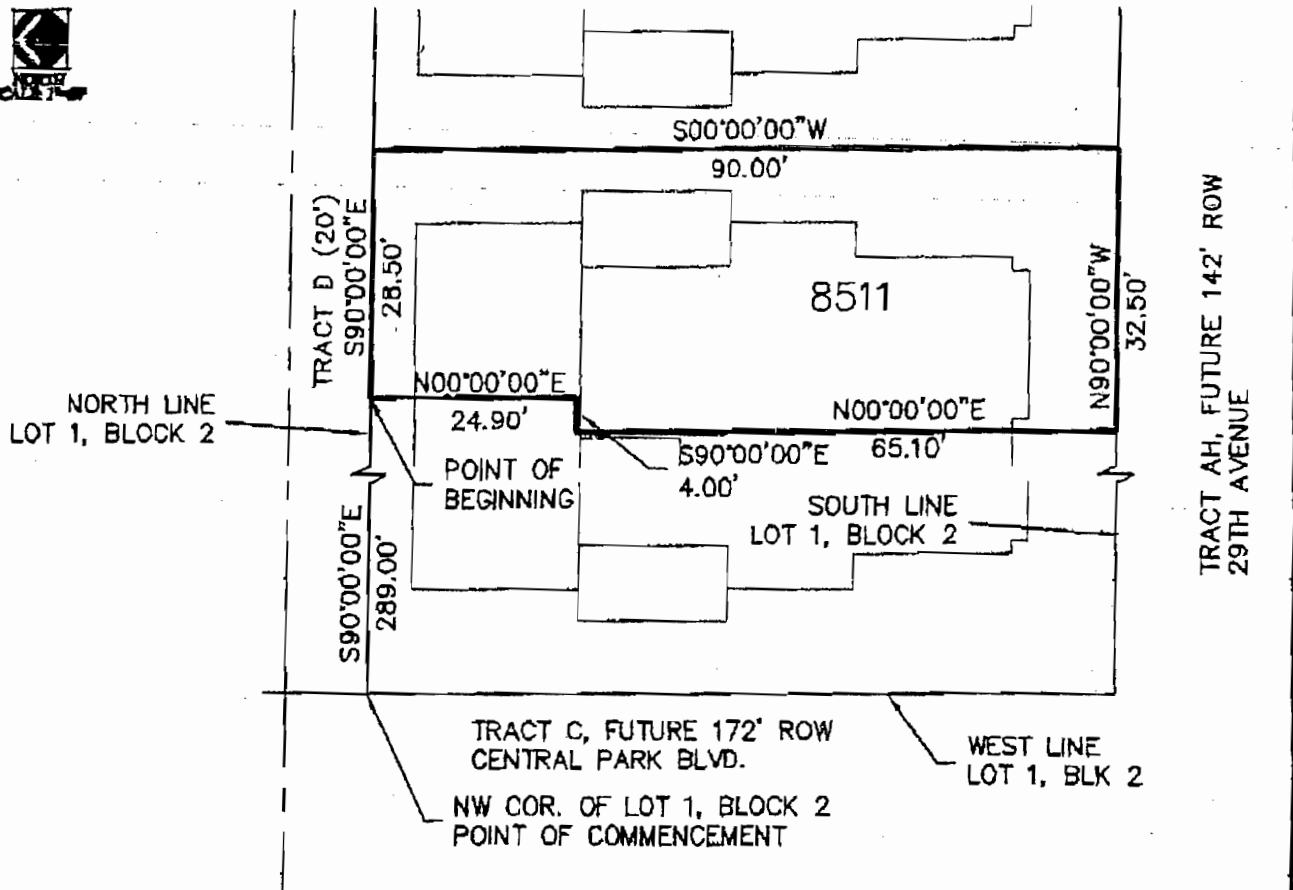 NORTH
S00°00'00"W
90.00'
TRACT D (20')
S90°00'00"E
28.50'
8511
N90°00'00"W
32.50'
TRACT AH, FUTURE 142' ROW
29TH AVENUE
N00°00'00"E
24.90'
N00°00'00"E
65.10'
NORTH LINE
LOT 1, BLOCK 2
POINT OF
BEGINNING
S90°00'00"E
4.00'
SOUTH LINE
LOT 1, BLOCK 2
S90°00'00"E
289.00'
TRACT C, FUTURE 172' ROW
CENTRAL PARK BLVD.
WEST LINE
LOT 1, BLK 2
NW COR. OF LOT 1, BLOCK 2
POINT OF COMMENCEMENT